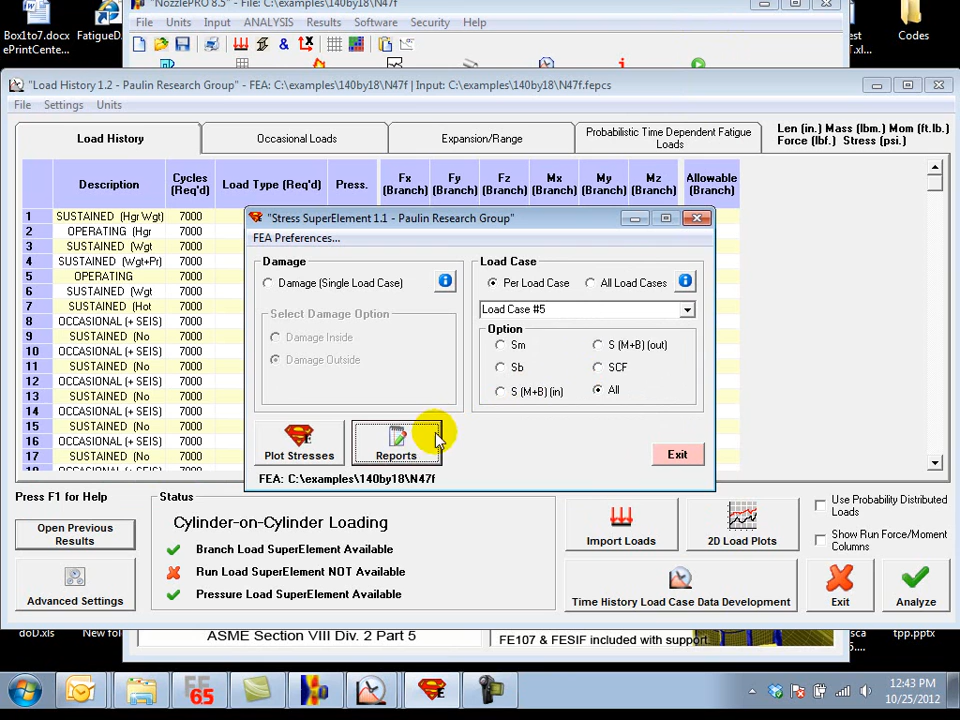 Box1to7.docx
ePrintCente...
FatigueD
"NozzlePRO 8.5" - File: C:\examples\140by18\N47f
File Units Input ANALYSIS Results Software Security Help
Codes
"Load History 1.2 - Paulin Research Group" - FEA: C:\examples\140by18\N47f | Input: C:\examples\140by18\N47f.fepcs
File Settings Units
Load History
Occasional Loads
Expansion/Range
Probabilistic Time Dependent Fatigue
Loads
Len (in.) Mass (lbm.) Mom (ft.lb.)
Force (lbf.) Stress (psi.)
Description
Cycles
(Req'd)
Load Type (Req'd)
Press.
Fx
(Branch)
Fy
(Branch)
Fz
(Branch)
Mx
(Branch)
My
(Branch)
Mz
(Branch)
Allowable
(Branch)
1 SUSTAINED (Hgr Wgt) 7000
2 OPERATING (Hgr 7000
3 SUSTAINED (Wgt 7000
4 SUSTAINED (Wgt+Pr) 7000
5 OPERATING 7000
6 SUSTAINED (Wgt 7000
7 SUSTAINED (Hot 7000
8 OCCASIONAL (+ SEIS) 7000
9 SUSTAINED (No 7000
10 OCCASIONAL (+ SEIS) 7000
11 SUSTAINED (No 7000
12 OCCASIONAL (+ SEIS) 7000
13 SUSTAINED (No 7000
14 OCCASIONAL (+ SEIS) 7000
15 SUSTAINED (No 7000
16 OCCASIONAL (+ SEIS) 7000
17 SUSTAINED (No 7000
"Stress SuperElement 1.1 - Paulin Research Group"
FEA Preferences...
Damage
Damage (Single Load Case)
Select Damage Option
Damage Inside
Damage Outside
Load Case
Per Load Case
All Load Cases
Load Case #5
Option
Sm
S (M+B) (out)
Sb
SCF
S (M+B) (in)
All
Plot Stresses
Reports
Exit
FEA: C:\examples\140by18\N47f
Press F1 for Help
Open Previous
Results
Advanced Settings
Status
Cylinder-on-Cylinder Loading
Branch Load SuperElement Available
Run Load SuperElement NOT Available
Pressure Load SuperElement Available
Import Loads
2D Load Plots
Time History Load Case Data Development
Use Probability Distributed
Loads
Show Run Force/Moment
Columns
Exit
Analyze
doD.xls
New fol
ASME Section VIII Div. 2 Part 5
FE107 & FESIF included with support.
tpp.pptx
FE
65
12:43 PM
10/25/2012